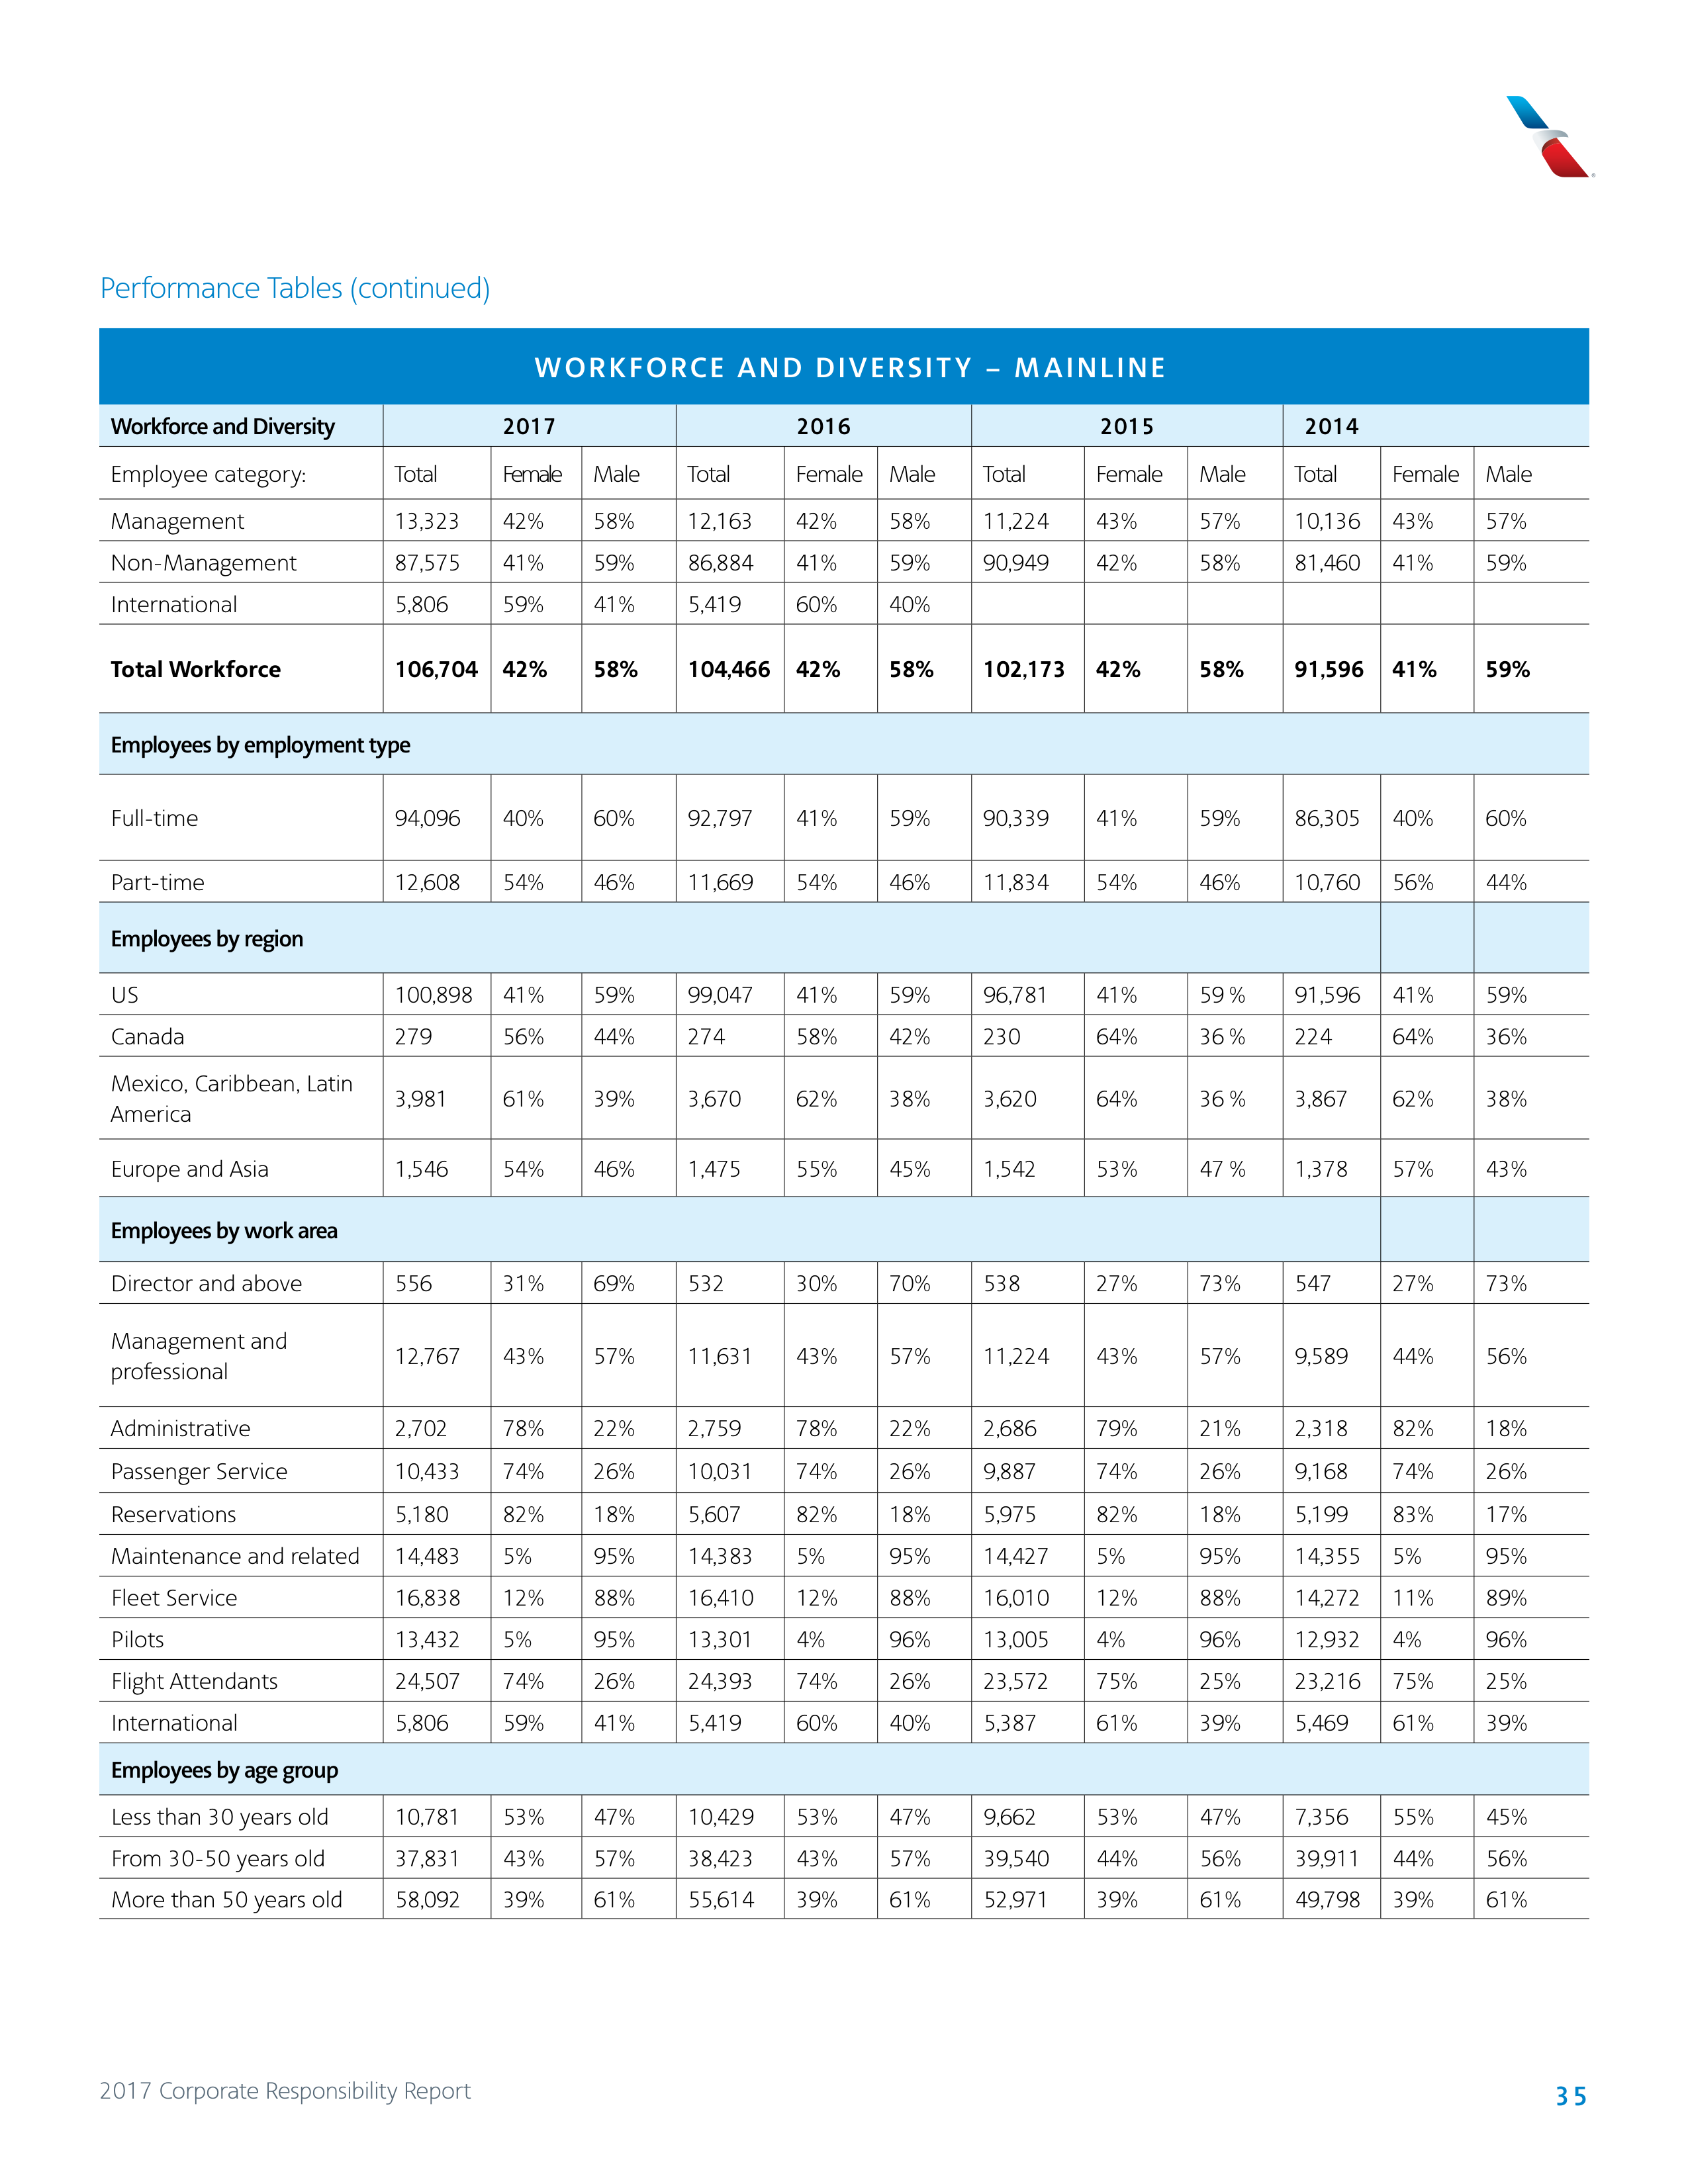 Performance Tables (continued)
WORKFORCE AND DIVERSITY – MAINLINE
Workforce and Diversity 2017 2016 2015 2014
Employee category: Total Female Male Total Female Male Total Female Male Total Female Male
Management 13,323 42% 58% 12,163 42% 58% 11,224 43% 57% 10,136 43% 57%
Non-Management 87,575 41% 59% 86,884 41% 59% 90,949 42% 58% 81,460 41% 59%
International 5,806 59% 41% 5,419 60% 40%
Total Workforce 106,704 42% 58% 104,466 42% 58% 102,173 42% 58% 91,596 41% 59%
Employees by employment type
Full-time 94,096 40% 60% 92,797 41% 59% 90,339 41% 59% 86,305 40% 60%
Part-time 12,608 54% 46% 11,669 54% 46% 11,834 54% 46% 10,760 56% 44%
Employees by region
US 100,898 41% 59% 99,047 41% 59% 96,781 41% 59 % 91,596 41% 59%
Canada 279 56% 44% 274 58% 42% 230 64% 36 % 224 64% 36%
Mexico, Caribbean, Latin
America 3,981 61% 39% 3,670 62% 38% 3,620 64% 36 % 3,867 62% 38%
Europe and Asia 1,546 54% 46% 1,475 55% 45% 1,542 53% 47 % 1,378 57% 43%
Employees by work area
Director and above 556 31% 69% 532 30% 70% 538 27% 73% 547 27% 73%
Management and
professional 12,767 43% 57% 11,631 43% 57% 11,224 43% 57% 9,589 44% 56%
Administrative 2,702 78% 22% 2,759 78% 22% 2,686 79% 21% 2,318 82% 18%
Passenger Service 10,433 74% 26% 10,031 74% 26% 9,887 74% 26% 9,168 74% 26%
Reservations 5,180 82% 18% 5,607 82% 18% 5,975 82% 18% 5,199 83% 17%
Maintenance and related 14,483 5% 95% 14,383 5% 95% 14,427 5% 95% 14,355 5% 95%
Fleet Service 16,838 12% 88% 16,410 12% 88% 16,010 12% 88% 14,272 11% 89%
Pilots 13,432 5% 95% 13,301 4% 96% 13,005 4% 96% 12,932 4% 96%
Flight Attendants 24,507 74% 26% 24,393 74% 26% 23,572 75% 25% 23,216 75% 25%
International 5,806 59% 41% 5,419 60% 40% 5,387 61% 39% 5,469 61% 39%
Employees by age group
Less than 30 years old 10,781 53% 47% 10,429 53% 47% 9,662 53% 47% 7,356 55% 45%
From 30-50 years old 37,831 43% 57% 38,423 43% 57% 39,540 44% 56% 39,911 44% 56%
More than 50 years old 58,092 39% 61% 55,614 39% 61% 52,971 39% 61% 49,798 39% 61%
2017 Corporate Responsibility Report 35